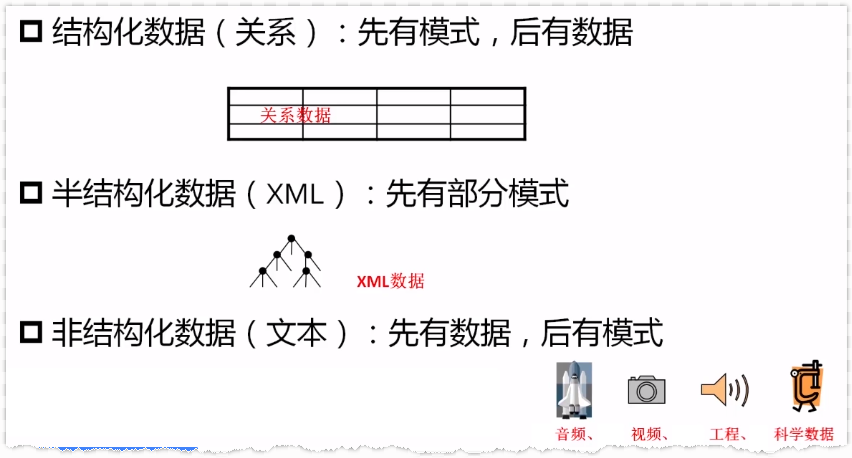 结构化数据（关系）：先有模式，后有数据
关系数据
半结构化数据（XML）：先有部分模式
XML数据
非结构化数据（文本）：先有数据，后有模式
音频、 视频、 工程、 科学数据